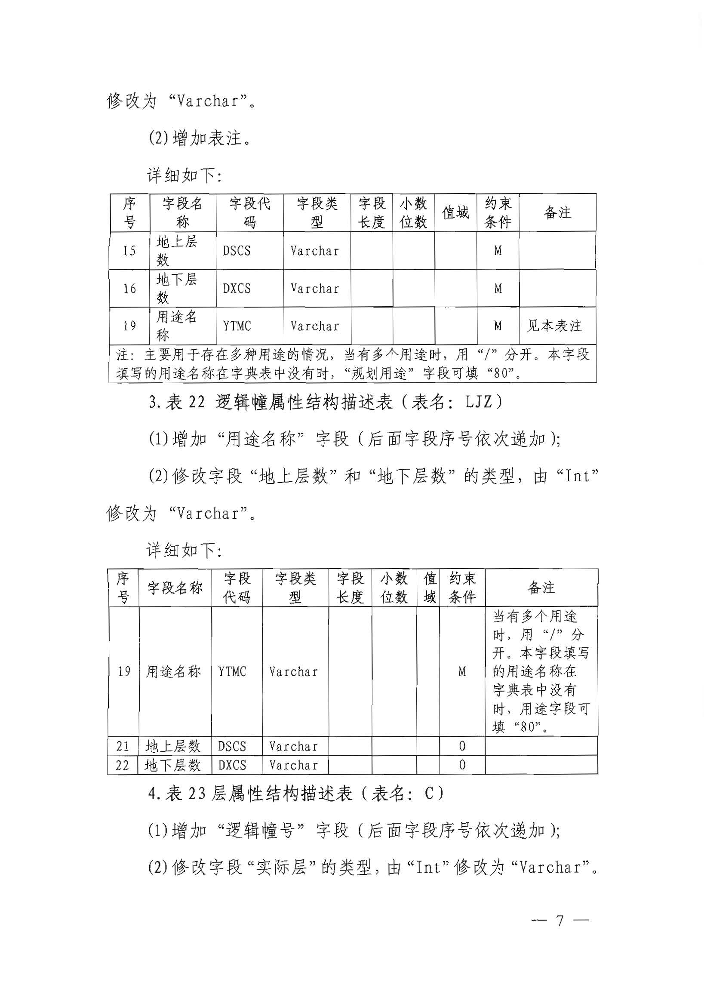 修改为“Varchar”。
(2)增加表注。
详细如下：
序号 字段名称 字段代码 字段类型 字段长度 小数位数 值域 约束条件 备注
15 地上层数 DSCS Varchar M
16 地下层数 DXCS Varchar M
19 用途名称 YTMC Varchar M 见本表注
注：主要用于存在多种用途的情况，当有多个用途时，用“/”分开。本字段
填写的用途名称在字典表中没有时，“规划用途”字段可填“80”。
3.表 22 逻辑幢属性结构描述表（表名：LJZ）
(1)增加“用途名称”字段（后面字段序号依次递加）；
(2)修改字段“地上层数”和“地下层数”的类型，由“Int”
修改为“Varchar”。
详细如下：
序号 字段名称 字段代码 字段类型 字段长度 小数位数 值域 约束条件 备注
19 用途名称 YTMC Varchar M 当有多个用途
时，用“/”分
开。本字段填写
的用途名称在
字典表中没有
时，用途字段可
填“80”。
21 地上层数 DSCS Varchar O
22 地下层数 DXCS Varchar O
4.表 23 层属性结构描述表（表名：C）
(1)增加“逻辑幢号”字段（后面字段序号依次递加）；
(2)修改字段“实际层”的类型，由“Int”修改为“Varchar”。
— 7 —